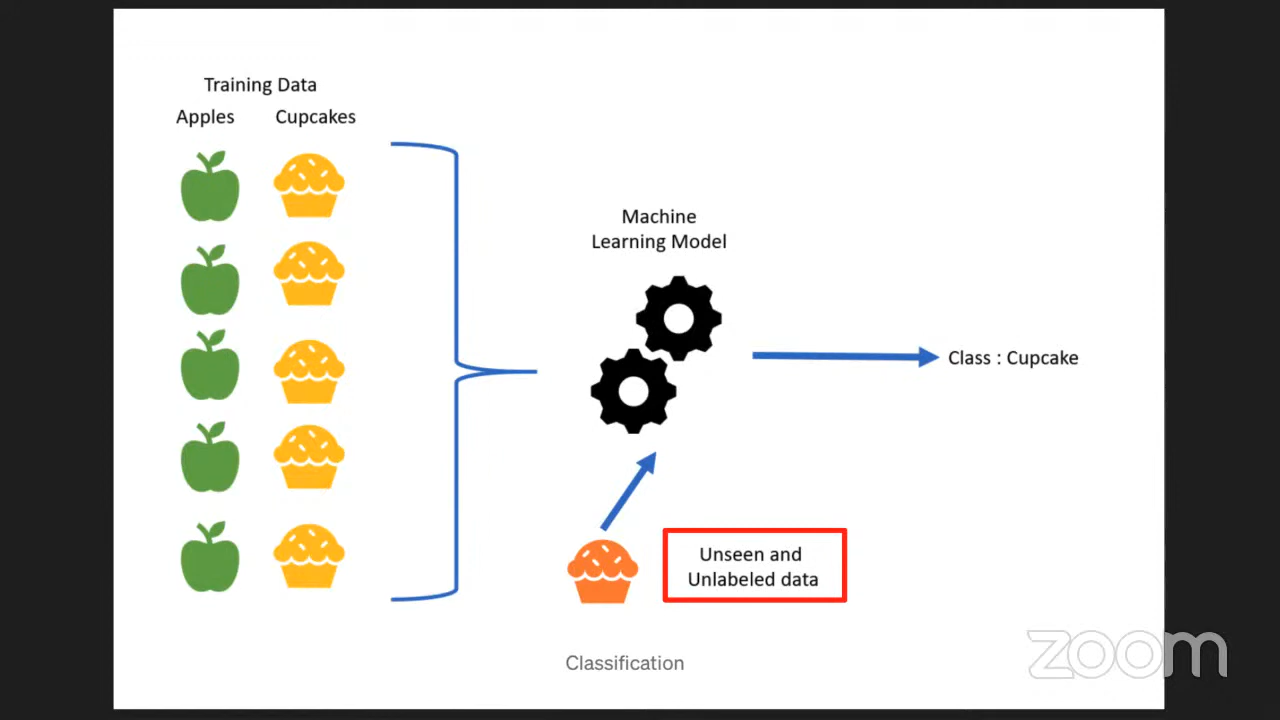 Training Data
Apples Cupcakes
Machine
Learning Model
Class : Cupcake
Unseen and
Unlabeled data
Classification
zoom